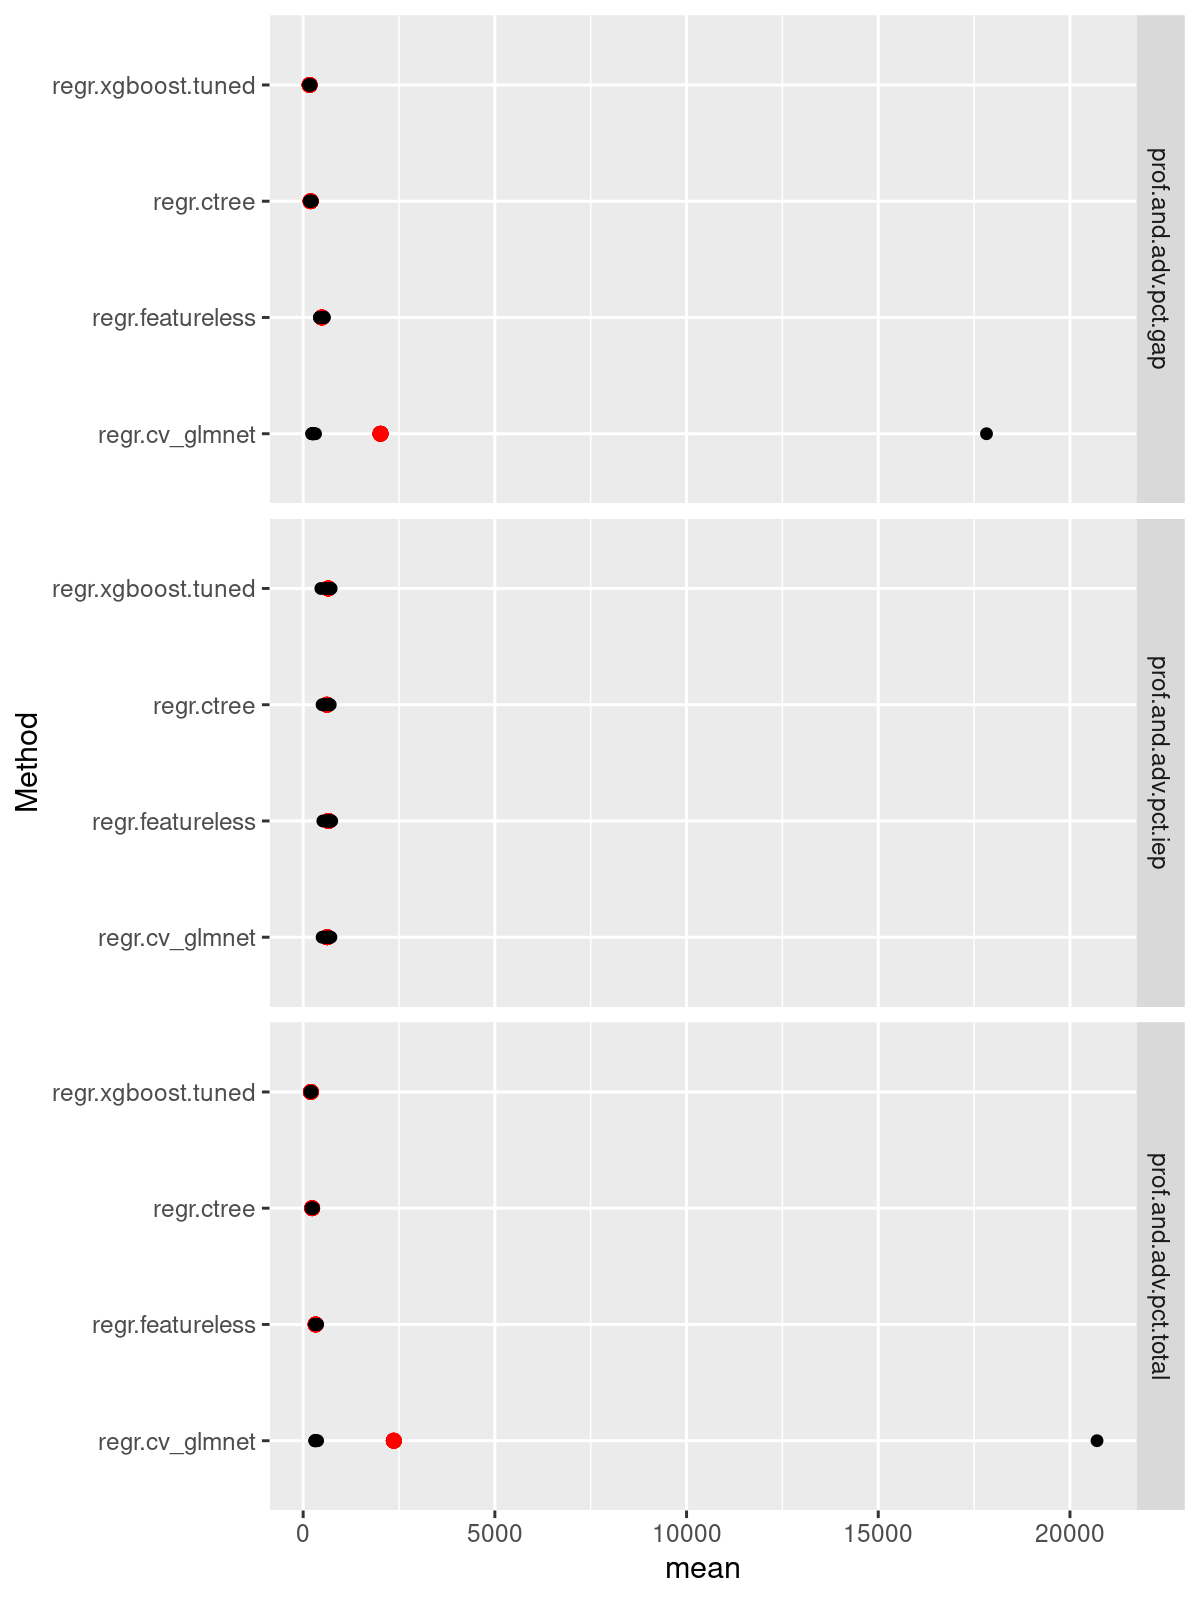 regr.xgboost.tuned
regr.ctree
regr.featureless
regr.cv_glmnet
prof.and.adv.pct.gap
regr.xgboost.tuned
regr.ctree
regr.featureless
regr.cv_glmnet
prof.and.adv.pct.iep
regr.xgboost.tuned
regr.ctree
regr.featureless
regr.cv_glmnet
prof.and.adv.pct.total
Method
0 5000 10000 15000 20000
mean